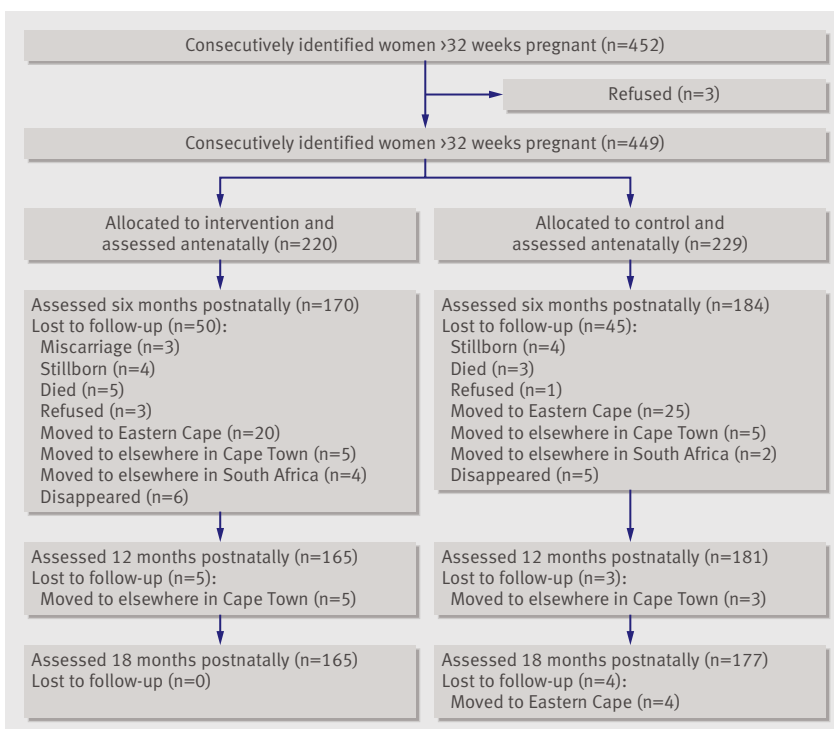 Consecutively identified women >32 weeks pregnant (n=452)
Refused (n=3)
Consecutively identified women >32 weeks pregnant (n=449)
Allocated to intervention and
assessed antenatally (n=220)
Allocated to control and
assessed antenatally (n=229)
Assessed six months postnatally (n=170)
Lost to follow-up (n=50):
Miscarriage (n=3)
Stillborn (n=4)
Died (n=5)
Refused (n=3)
Moved to Eastern Cape (n=20)
Moved to elsewhere in Cape Town (n=5)
Moved to elsewhere in South Africa (n=4)
Disappeared (n=6)
Assessed six months postnatally (n=184)
Lost to follow-up (n=45):
Stillborn (n=4)
Died (n=3)
Refused (n=1)
Moved to Eastern Cape (n=25)
Moved to elsewhere in Cape Town (n=5)
Moved to elsewhere in South Africa (n=2)
Disappeared (n=5)
Assessed 12 months postnatally (n=165)
Lost to follow-up (n=5):
Moved to elsewhere in Cape Town (n=5)
Assessed 12 months postnatally (n=181)
Lost to follow-up (n=3):
Moved to elsewhere in Cape Town (n=3)
Assessed 18 months postnatally (n=165)
Lost to follow-up (n=0)
Assessed 18 months postnatally (n=177)
Lost to follow-up (n=4):
Moved to Eastern Cape (n=4)